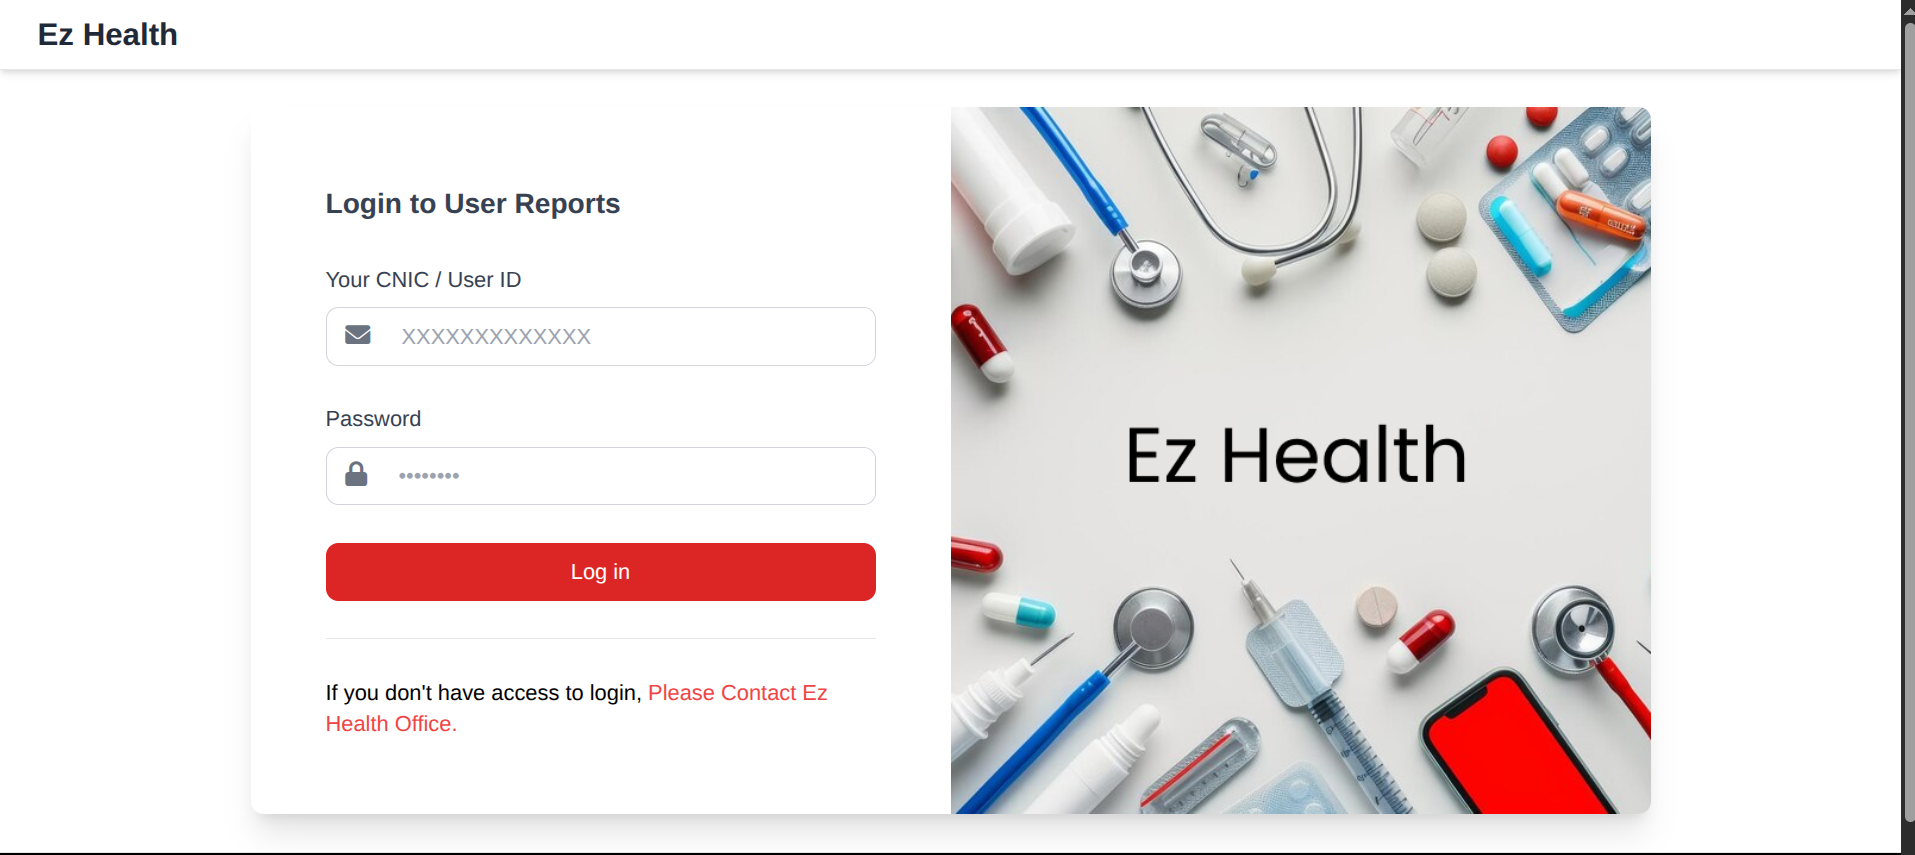 Ez Health
Login to User Reports
Your CNIC / User ID
XXXXXXXXXXXXX
Password
••••••••
Log in
If you don't have access to login, Please Contact Ez
Health Office.
Ez Health